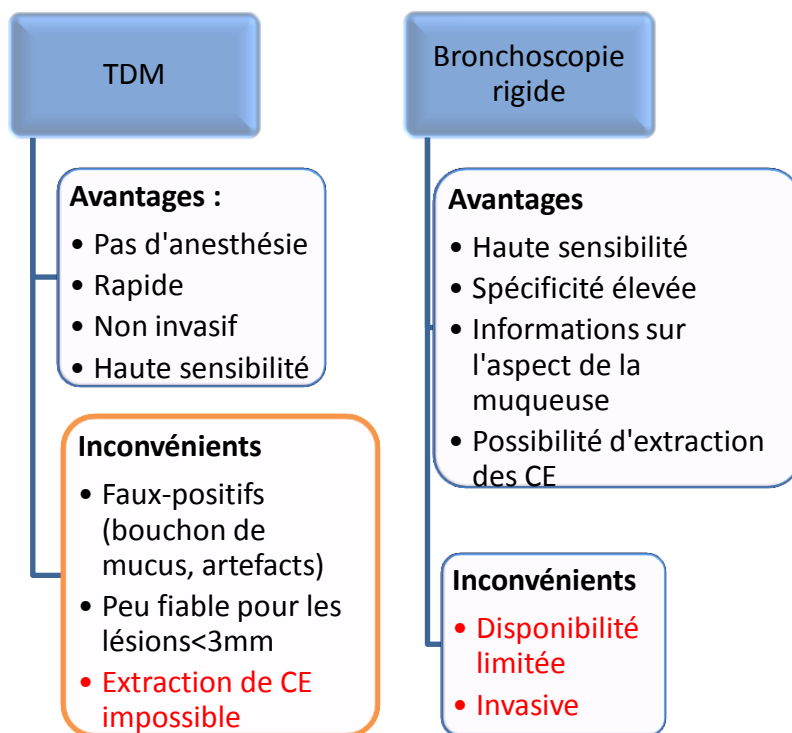 TDM
Avantages :
• Pas d'anesthésie
• Rapide
• Non invasif
• Haute sensibilité
Inconvénients
• Faux-positifs
(bouchon de
mucus, artefacts)
• Peu fiable pour les
lésions<3mm
• Extraction de CE
impossible
Bronchoscopie
rigide
Avantages
• Haute sensibilité
• Spécificité élevée
• Informations sur
l'aspect de la
muqueuse
• Possibilité d'extraction
des CE
Inconvénients
• Disponibilité
limitée
• Invasive